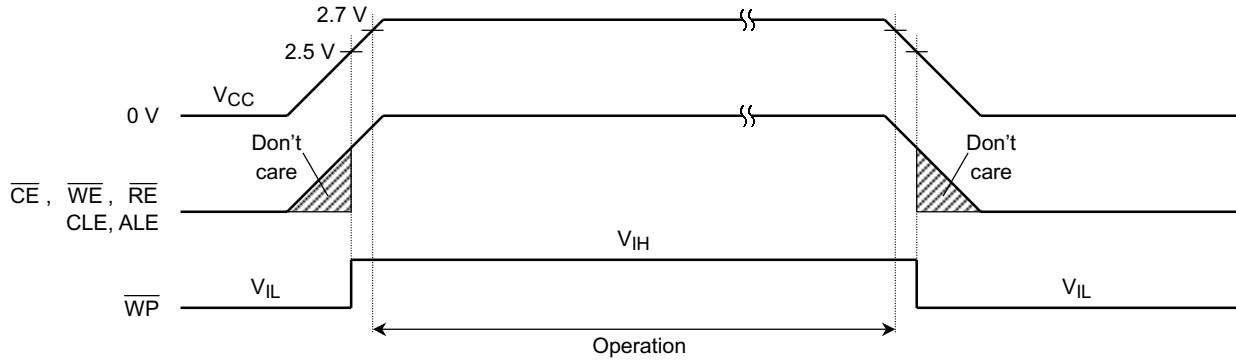 2.7 V
2.5 V
VCC
0 V
Don't
care
Don't
care
CE , WE , RE
CLE, ALE
VIH
VIL
VIL
WP
Operation